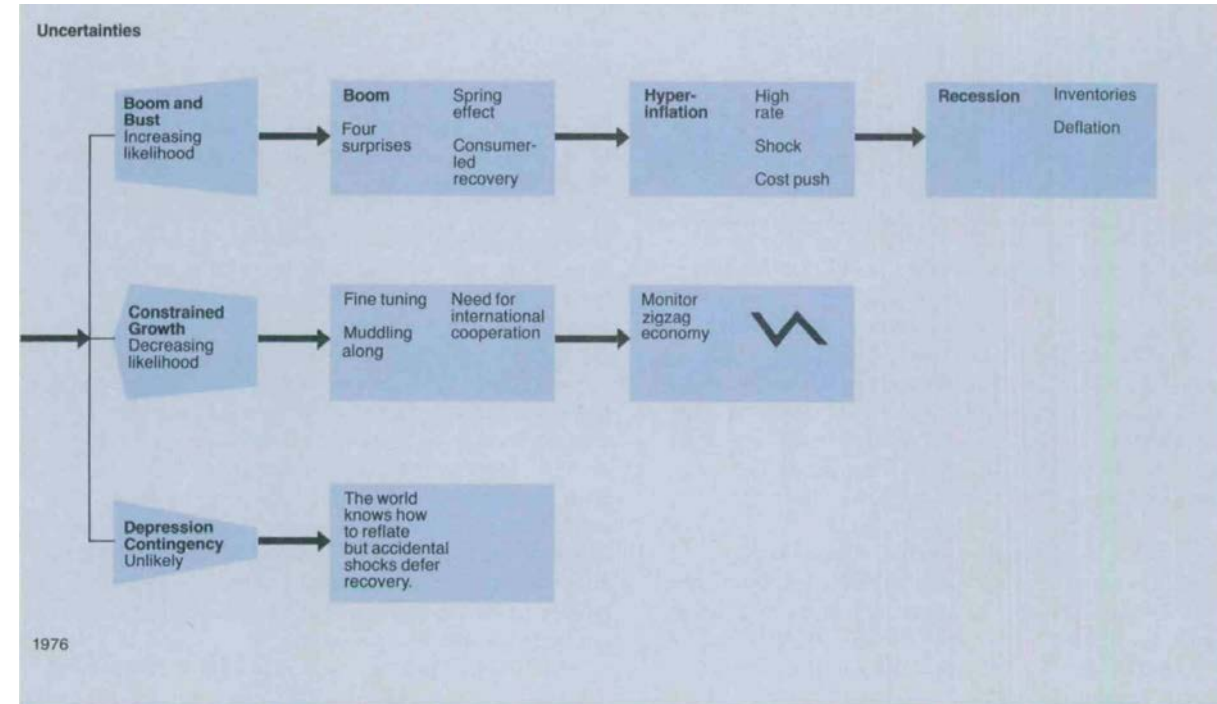 Uncertainties
Boom and
Bust
Increasing
likelihood
Boom
Four
surprises
Spring
effect
Consumer-
led
recovery
Hyper-
inflation
High
rate
Shock
Cost push
Recession
Inventories
Deflation
Constrained
Growth
Decreasing
likelihood
Fine tuning
Muddling
along
Need for
international
cooperation
Monitor
zigzag
economy
Depression
Contingency
Unlikely
The world
knows how
to reflate
but accidental
shocks defer
recovery.
1976